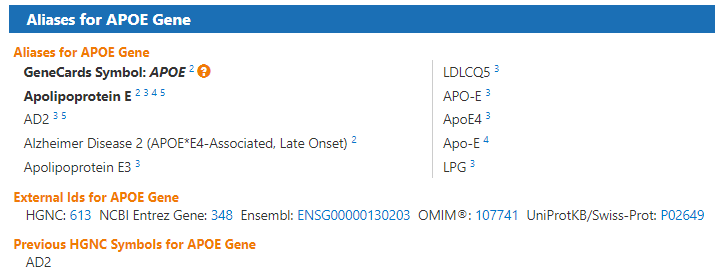 Aliases for APOE Gene
Aliases for APOE Gene
GeneCards Symbol: APOE 2 ?
Apolipoprotein E 2 3 4 5
AD2 3 5
Alzheimer Disease 2 (APOE*E4-Associated, Late Onset) 2
Apolipoprotein E3 3
LDLCQ5 3
APO-E 3
ApoE4 3
Apo-E 4
LPG 3
External Ids for APOE Gene
HGNC: 613 NCBI Entrez Gene: 348 Ensembl: ENSG00000130203 OMIM®: 107741 UniProtKB/Swiss-Prot: P02649
Previous HGNC Symbols for APOE Gene
AD2